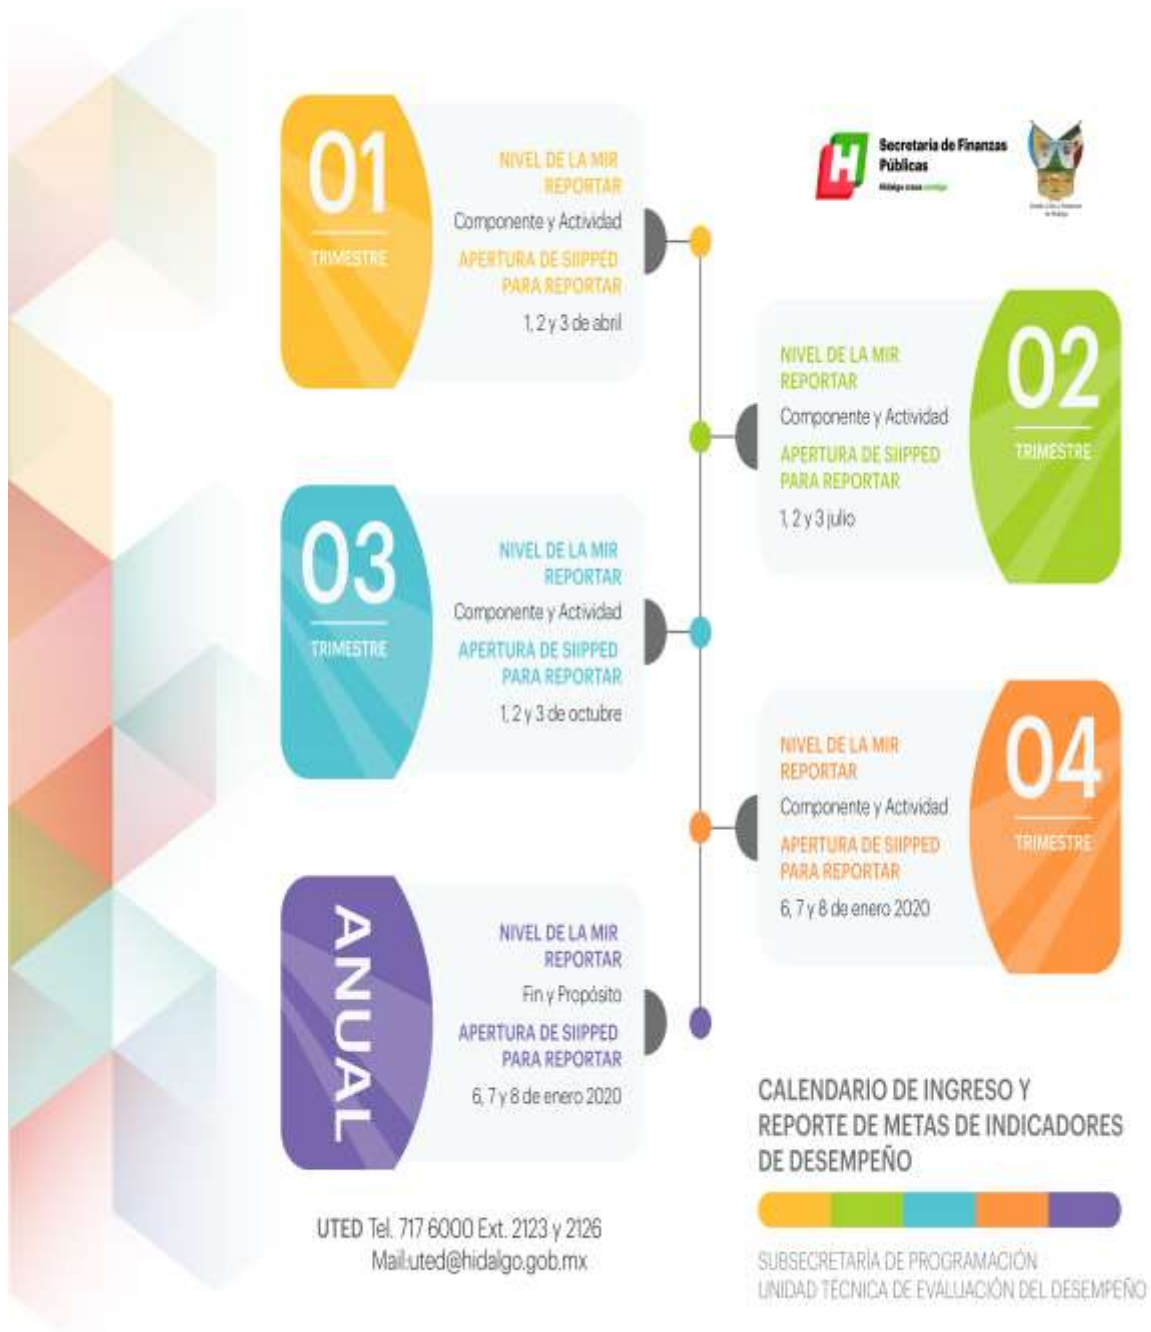 01
TRIMESTRE
NIVEL DE LA MIR
REPORTAR
Componente y Actividad
APERTURA DE SIIPPED
PARA REPORTAR
1, 2 y 3 de abril
H
Secretaría de Finanzas
Públicas
Hidalgo crece contigo
02
TRIMESTRE
NIVEL DE LA MIR
REPORTAR
Componente y Actividad
APERTURA DE SIIPPED
PARA REPORTAR
1, 2 y 3 julio
03
TRIMESTRE
NIVEL DE LA MIR
REPORTAR
Componente y Actividad
APERTURA DE SIIPPED
PARA REPORTAR
1, 2 y 3 de octubre
04
TRIMESTRE
NIVEL DE LA MIR
REPORTAR
Componente y Actividad
APERTURA DE SIIPPED
PARA REPORTAR
6, 7 y 8 de enero 2020
ANUAL
NIVEL DE LA MIR
REPORTAR
Fin y Propósito
APERTURA DE SIIPPED
PARA REPORTAR
6, 7 y 8 de enero 2020
CALENDARIO DE INGRESO Y
REPORTE DE METAS DE INDICADORES
DE DESEMPEÑO
UTED Tel. 717 6000 Ext. 2123 y 2126
Mail:uted@hidalgo.gob.mx
SUBSECRETARÍA DE PROGRAMACIÓN
UNIDAD TÉCNICA DE EVALUACIÓN DEL DESEMPEÑO